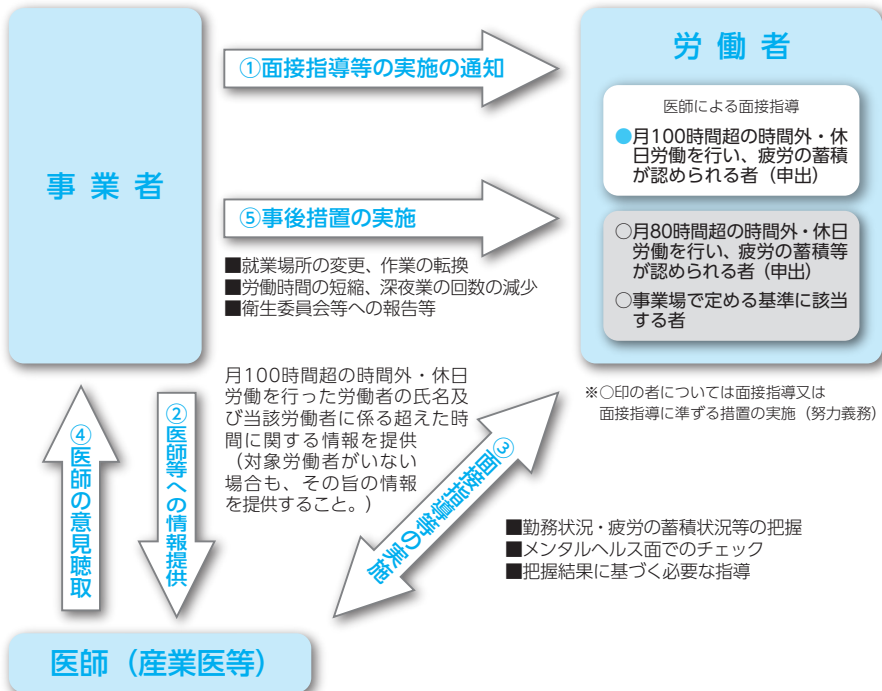 事業者
①面接指導等の実施の通知
⑤事後措置の実施
■就業場所の変更、作業の転換
■労働時間の短縮、深夜業の回数の減少
■衛生委員会等への報告等
労働者
医師による面接指導
●月100時間超の時間外・休
日労働を行い、疲労の蓄積
が認められる者（申出）
○月80時間超の時間外・休日
労働を行い、疲労の蓄積等
が認められる者（申出）
○事業場で定める基準に該当
する者
※○印の者については面接指導又は
面接指導に準ずる措置の実施（努力義務）
④医師の意見聴取
②医師等への情報提供
月100時間超の時間外・休日
労働を行った労働者の氏名及
び当該労働者に係る超えた時
間に関する情報を提供
（対象労働者がいない
場合も、その旨の情報
を提供すること。）
③面接指導等の実施
■勤務状況・疲労の蓄積状況等の把握
■メンタルヘルス面でのチェック
■把握結果に基づく必要な指導
医師（産業医等）